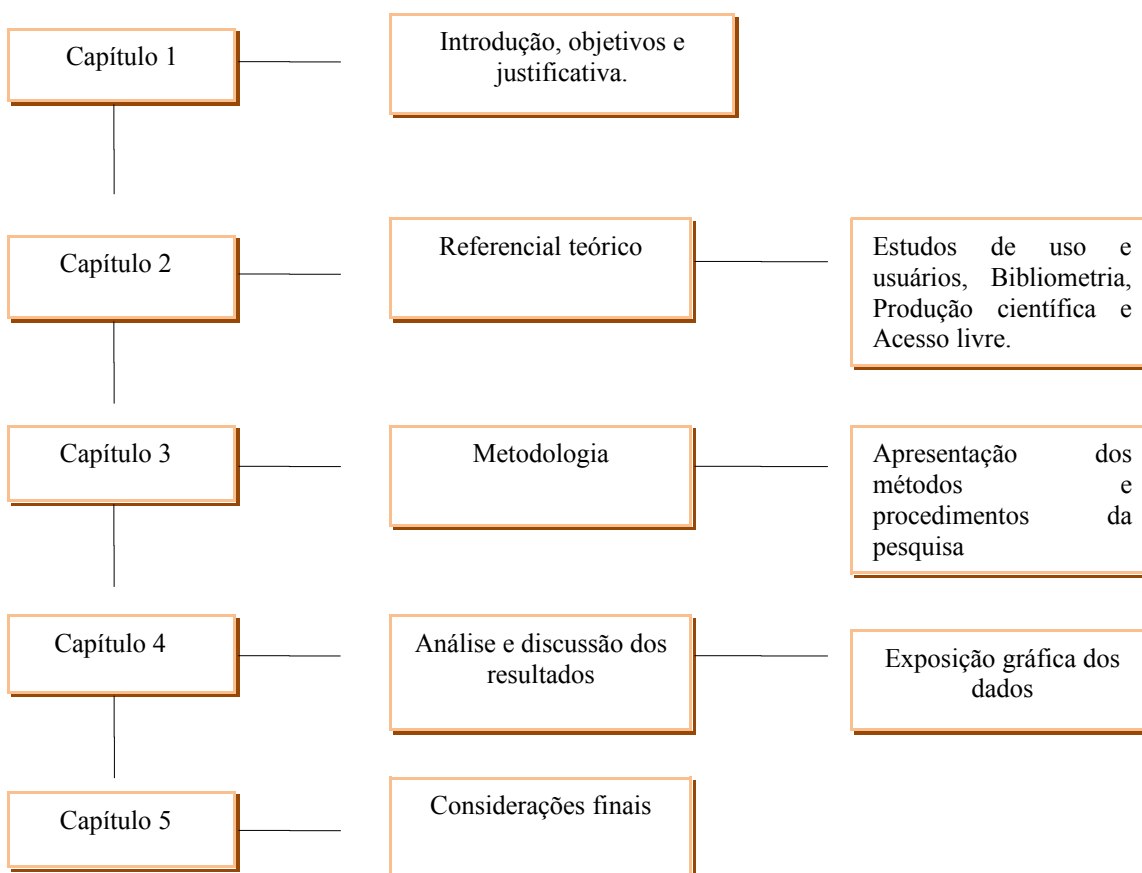 Capítulo 1
Introdução, objetivos e
justificativa.
Capítulo 2
Referencial teórico
Estudos de uso e
usuários, Bibliometria,
Produção científica e
Acesso livre.
Capítulo 3
Metodologia
Apresentação dos
métodos e
procedimentos da
pesquisa
Capítulo 4
Análise e discussão dos
resultados
Exposição gráfica dos
dados
Capítulo 5
Considerações finais